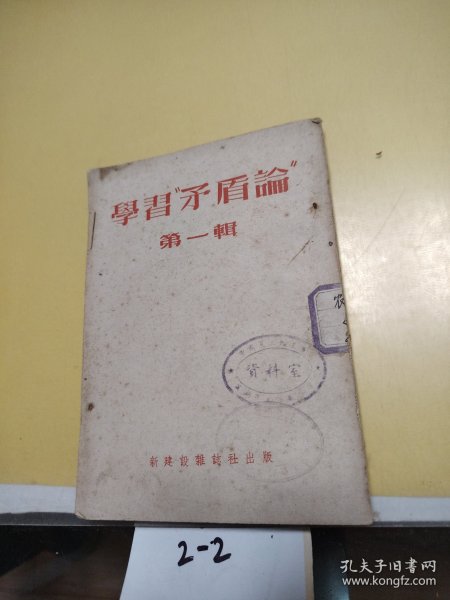 學習“矛盾論”
第一輯
资料室
新建設雜誌社出版
2-2
孔夫子旧书网
www.kongfz.com